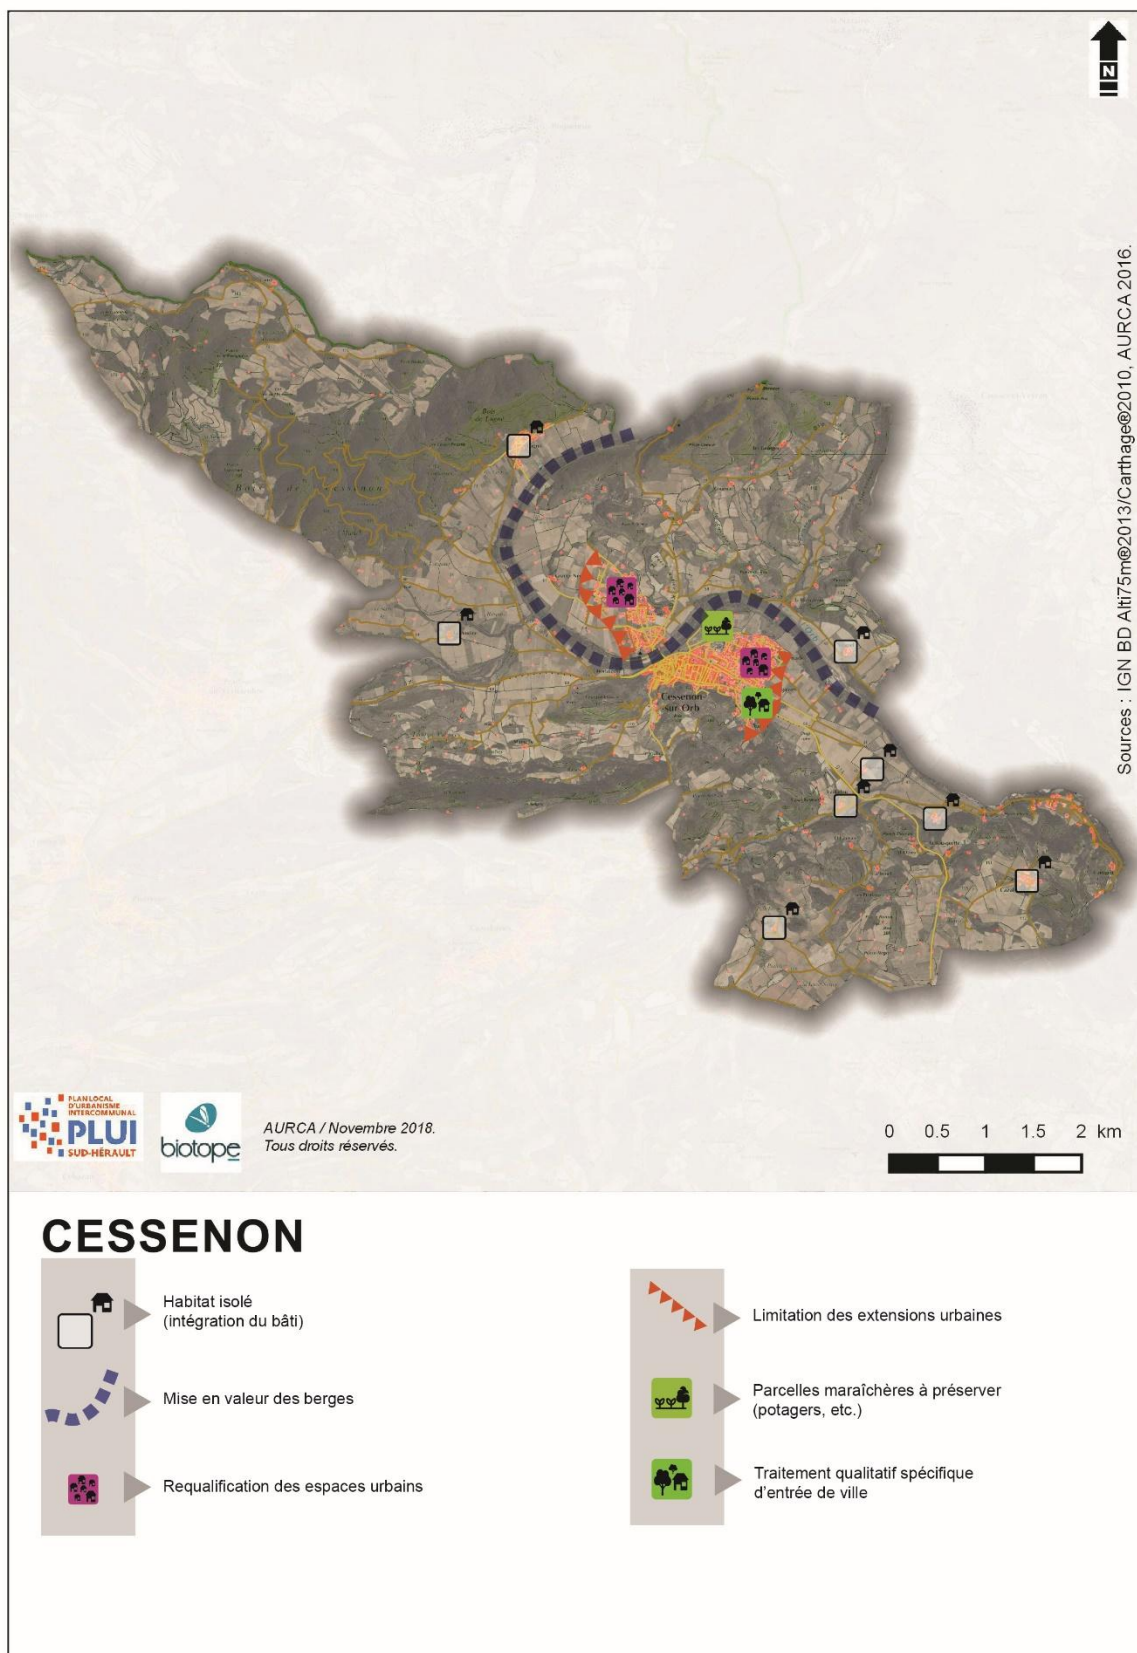 N
Sources : IGN BD Alti75m®2013/Carthage®2010, AURCA 2016.
Cessenon
sur Orb
PLAN LOCAL
D'URBANISME
INTERCOMMUNAL
PLUI
SUD-HÉRAULT
biotope
AURCA / Novembre 2018.
Tous droits réservés.
0 0.5 1 1.5 2 km
CESSENON
Habitat isolé
(intégration du bâti)
Mise en valeur des berges
Requalification des espaces urbains
Limitation des extensions urbaines
Parcelles maraîchères à préserver
(potagers, etc.)
Traitement qualitatif spécifique
d'entrée de ville